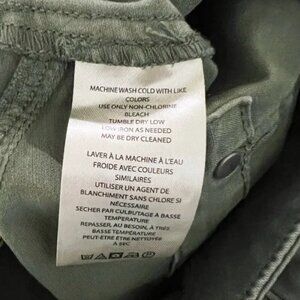 MACHINE WASH COLD WITH LIKE
COLORS
USE ONLY NON-CHLORINE
BLEACH
TUMBLE DRY LOW
LOW IRON AS NEEDED
MAY BE DRY CLEANED
LAVER À LA MACHINE À L'EAU
FROIDE AVEC COULEURS
SIMILAIRES
UTILISER UN AGENT DE
BLANCHIMENT SANS CHLORE SI
NÉCESSAIRE
SÉCHER PAR CULBUTAGE À BASSE
TEMPÉRATURE
REPASSER, AU BESOIN, À TRÈS
BASSE TEMPÉRATURE
PEUT-ÊTRE ÊTRE NETTOYÉE
À SEC